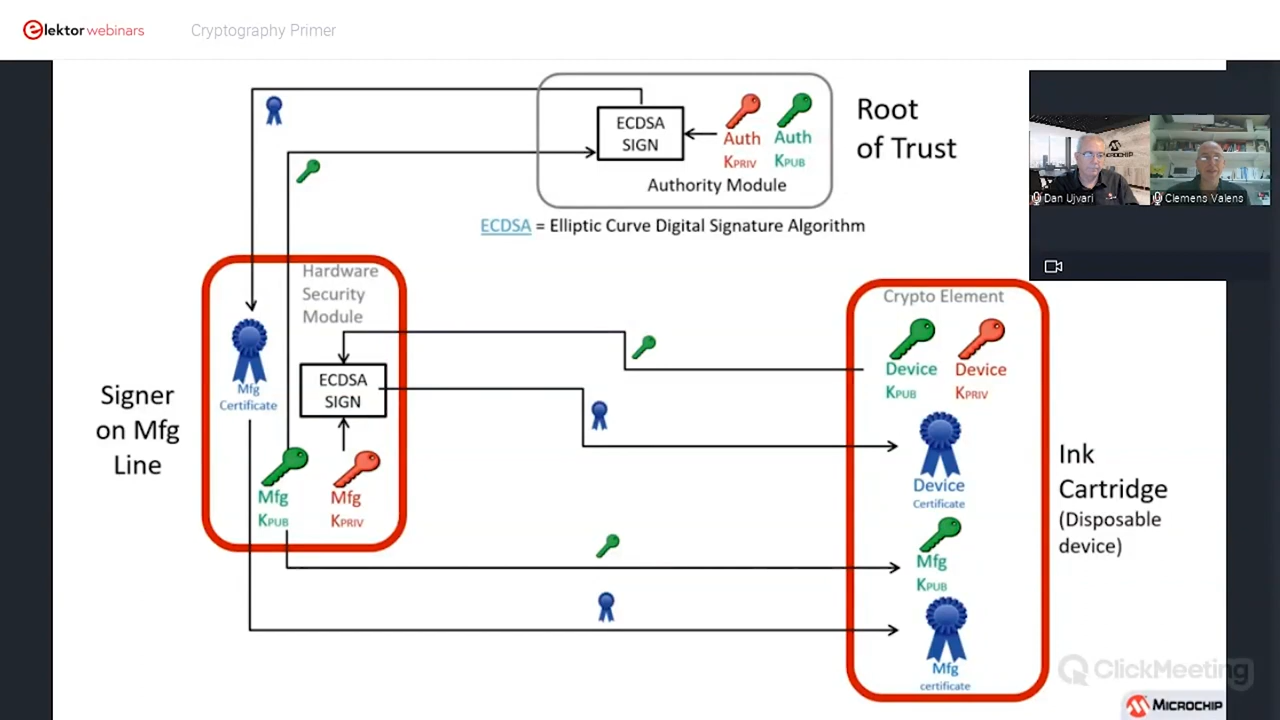 elektor webinars
Cryptography Primer
ECDSA
SIGN
Auth
KPRIV
Auth
KPUB
Authority Module
Root
of Trust
ECDSA = Elliptic Curve Digital Signature Algorithm
MICROCHIP
Dan Ujvari
Clemens Valens
Hardware
Security
Module
Mfg
Certificate
ECDSA
SIGN
Mfg
KPUB
Mfg
KPRIV
Signer
on Mfg
Line
Crypto Element
Device
KPUB
Device
KPRIV
Device
Certificate
Mfg
KPUB
Mfg
certificate
Ink
Cartridge
(Disposable
device)
ClickMeeting
MICROCHIP